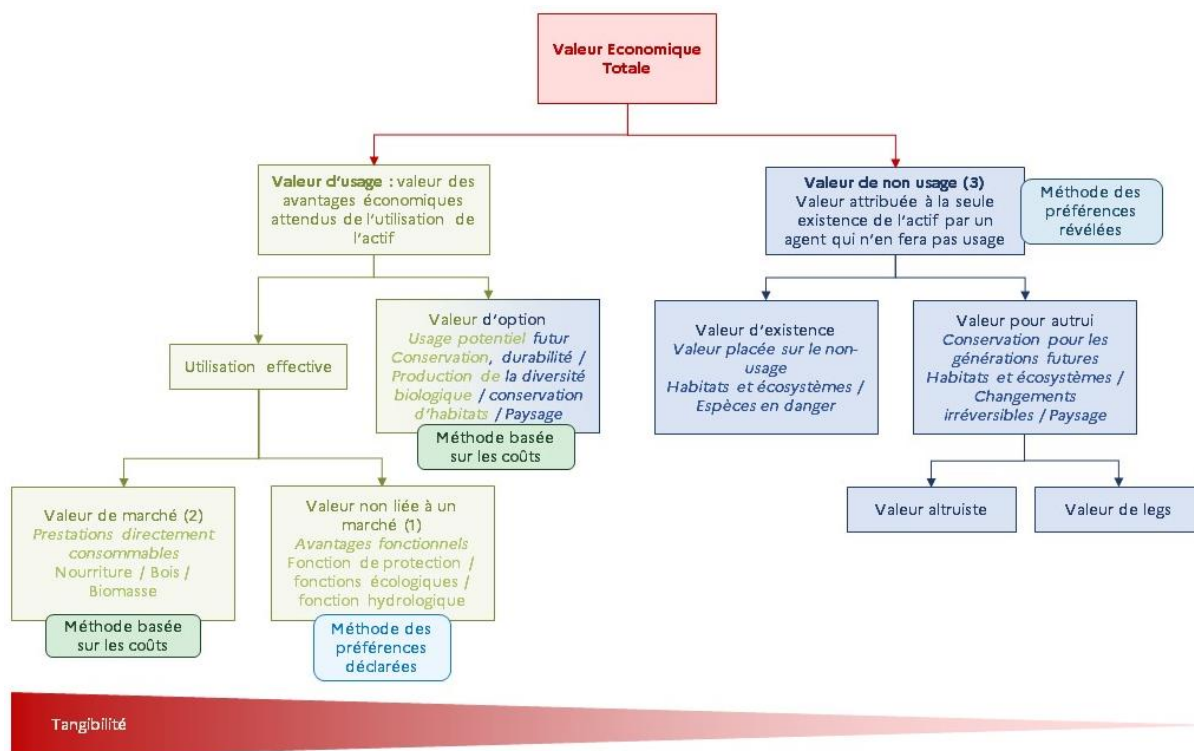 Valeur Economique
Totale
Valeur d'usage : valeur des
avantages économiques
attendus de l'utilisation de
l'actif
Valeur de non usage (3)
Valeur attribuée à la seule
existence de l'actif par un
agent qui n'en fera pas usage
Méthode des
préférences
révélées
Utilisation effective
Valeur d'option
Usage potentiel futur
Conservation, durabilité /
Production de la diversité
biologique / conservation
d'habitats / Paysage
Méthode basée
sur les coûts
Valeur d'existence
Valeur placée sur le non-
usage
Habitats et écosystèmes /
Espèces en danger
Valeur pour autrui
Conservation pour les
générations futures
Habitats et écosystèmes /
Changements
irréversibles / Paysage
Valeur de marché (2)
Prestations directement
consommables
Nourriture / Bois /
Biomasse
Méthode basée
sur les coûts
Valeur non liée à un
marché (1)
Avantages fonctionnels
Fonction de protection /
fonctions écologiques /
fonction hydrologique
Méthode des
préférences
déclarées
Valeur altruiste
Valeur de legs
Tangibilité